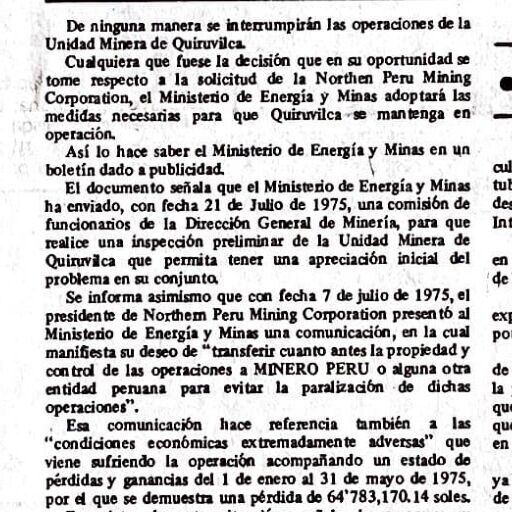 De ninguna manera se interrumpirán las operaciones de la
Unidad Minera de Quiruvilca.
Cualquiera que fuese la decisión que en su oportunidad se
tome respecto a la solicitud de la Northen Peru Mining
Corporation, el Ministerio de Energía y Minas adoptará las
medidas necesarias para que Quiruvilca se mantenga en
operación.
Así lo hace saber el Ministerio de Energía y Minas en un
boletín dado a publicidad.
El documento señala que el Ministerio de Energía y Minas
ha enviado, con fecha 21 de Julio de 1975, una comisión de
funcionarios de la Dirección General de Minería, para que
realice una inspección preliminar de la Unidad Minera de
Quiruvilca que permita tener una apreciación inicial del
problema en su conjunto.
Se informa asimismo que con fecha 7 de julio de 1975, el
presidente de Northern Peru Mining Corporation presentó al
Ministerio de Energía y Minas una comunicación, en la cual
manifiesta su deseo de "transferir cuanto antes la propiedad y
control de las operaciones a MINERO PERU o alguna otra
entidad peruana para evitar la paralización de dichas
operaciones".
Esa comunicación hace referencia también a las
"condiciones económicas extremadamente adversas" que
viene sufriendo la operación acompañando un estado de
pérdidas y ganancias del 1 de enero al 31 de mayo de 1975,
por el que se demuestra una pérdida de 64'783,170.14 soles.
cul
tub
des
Int
en
de
exp
po
de
la
que
que
en
ya
de